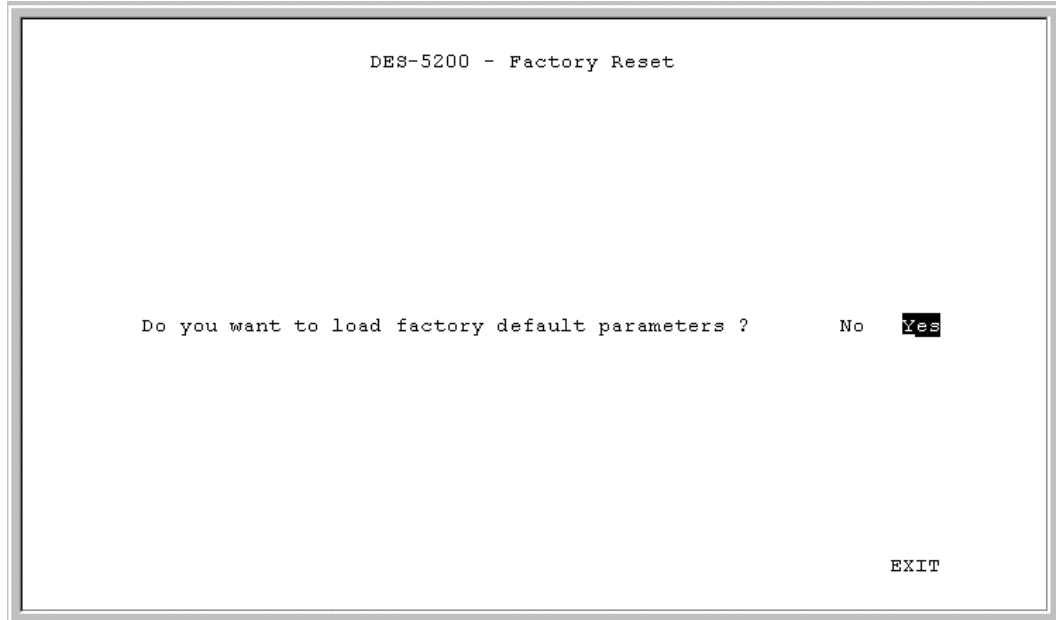 DES-5200 - Factory Reset
Do you want to load factory default parameters ? No Yes
EXIT